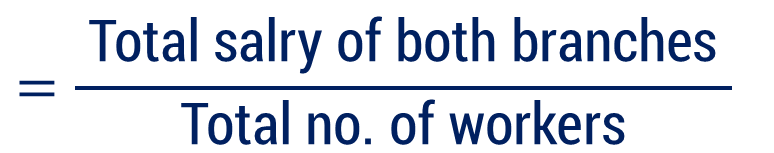 Total salry of both branches
=
Total no. of workers